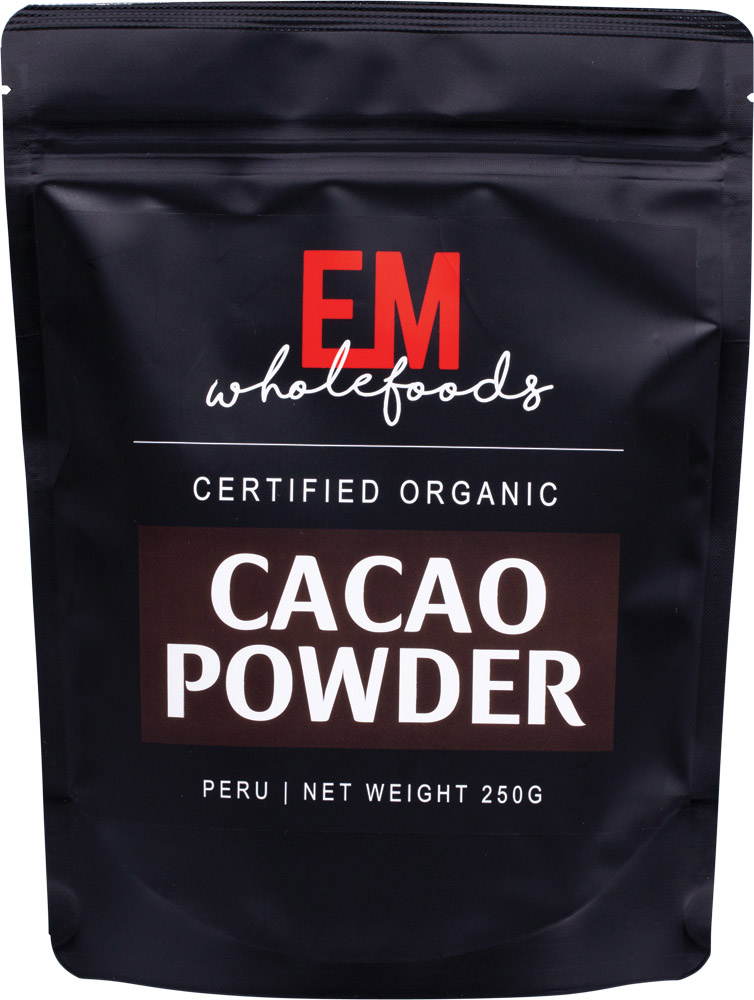 EM
wholefoods
CERTIFIED ORGANIC
CACAO
POWDER
PERU | NET WEIGHT 250G